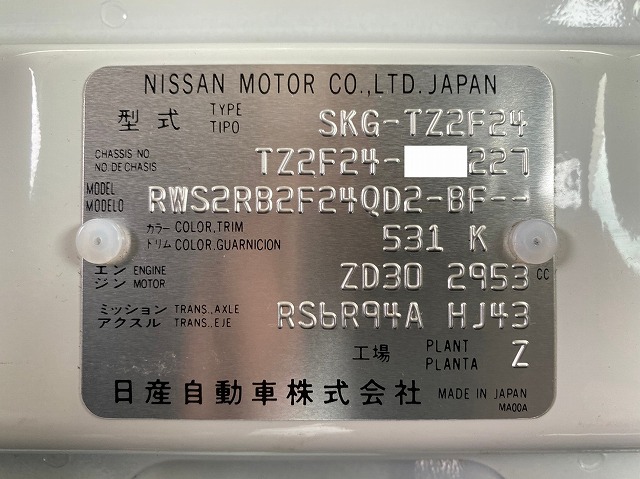 NISSAN MOTOR CO.,LTD.JAPAN
型式 TYPE TIPO SKG-TZ2F24
CHASSIS NO. NO.DE CHASIS TZ2F24- 227
MODEL MODELO RWS2RB2F24QD2-BF--
カラー トリム COLOR,TRIM COLOR.GUARNICION 531 K
エンジン ENGINE MOTOR ZD30 2953 CC
ミッション アクスル TRANS.,AXLE TRANS.,EJE RS6R94A HJ43
工場 PLANT PLANTA Z
日産自動車株式会社 MADE IN JAPAN
MA00A